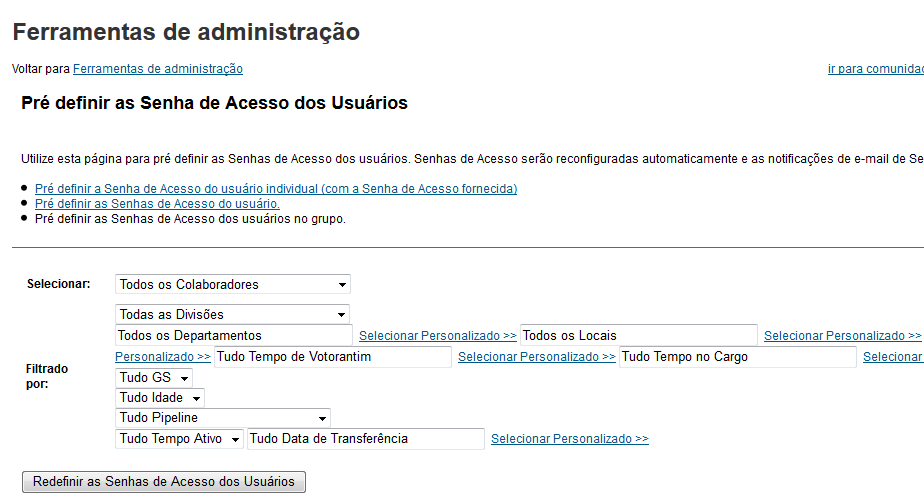 Ferramentas de administração
Voltar para Ferramentas de administração ir para comunidad
Pré definir as Senha de Acesso dos Usuários
Utilize esta página para pré definir as Senhas de Acesso dos usuários. Senhas de Acesso serão reconfiguradas automaticamente e as notificações de e-mail de Se
Pré definir a Senha de Acesso do usuário individual (com a Senha de Acesso fornecida)
Pré definir as Senhas de Acesso do usuário.
Pré definir as Senhas de Acesso dos usuários no grupo.
Selecionar: Todos os Colaboradores
Todas as Divisões
Todos os Departamentos Selecionar Personalizado >> Todos os Locais Selecionar Personalizado >>
Personalizado >> Tudo Tempo de Votorantim Selecionar Personalizado >> Tudo Tempo no Cargo Selecionar
Filtrado por:
Tudo GS
Tudo Idade
Tudo Pipeline
Tudo Tempo Ativo Tudo Data de Transferência Selecionar Personalizado >>
Redefinir as Senhas de Acesso dos Usuários